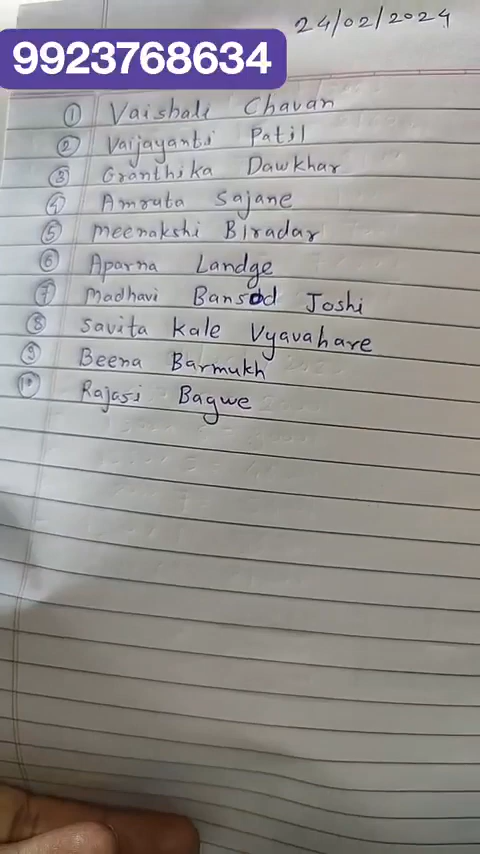 24/02/2024
9923768634
1 Vaishali Chavan
2 Vaijayanti Patil
3 Granthika Dawkhar
4 Amruta Sajane
5 Meenakshi Biradar
6 Aparna Landge
7 Madhavi Bansod Joshi
8 Savita Kale Vyavahare
9 Beena Barmukh
10 Rajasi Bagwe